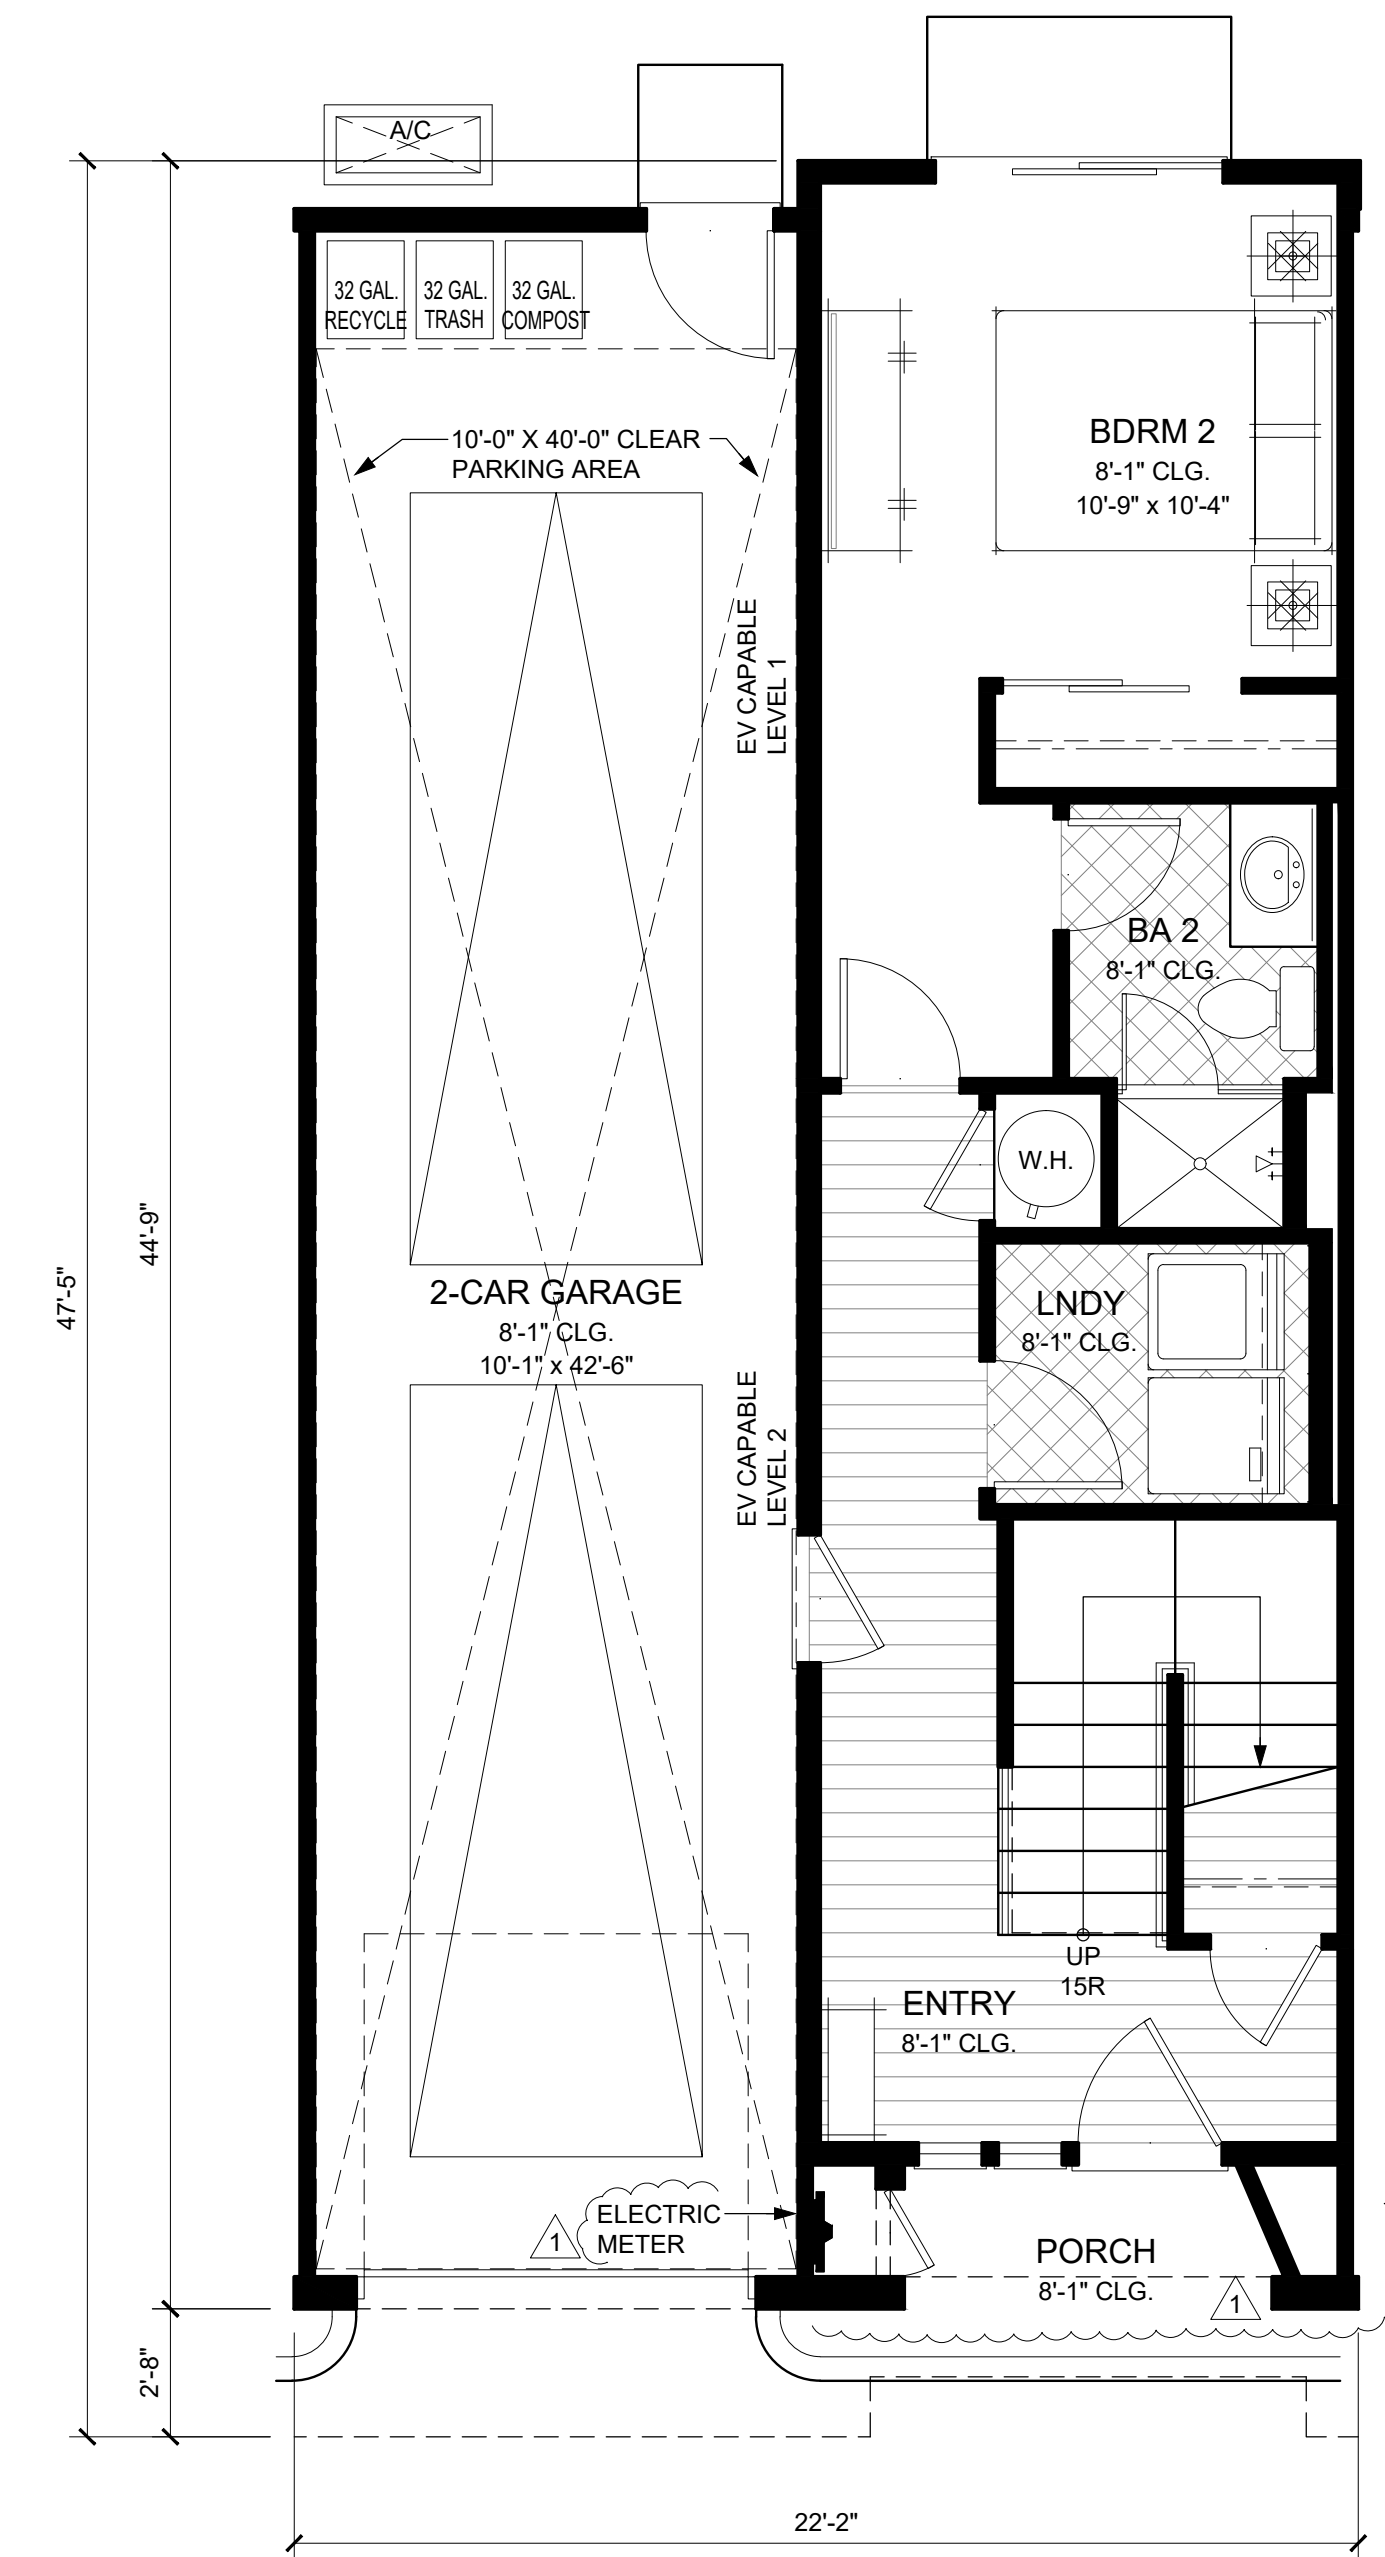 A/C
32 GAL.
RECYCLE
32 GAL.
TRASH
32 GAL.
COMPOST
10'-0" X 40'-0" CLEAR
PARKING AREA
BDRM 2
8'-1" CLG.
10'-9" x 10'-4"
EV CAPABLE
LEVEL 1
BA 2
8'-1" CLG.
W.H.
44'-9"
47'-5"
2-CAR GARAGE
8'-1" CLG.
10'-1" x 42'-6"
LNDY
8'-1" CLG.
EV CAPABLE
LEVEL 2
UP
15R
ENTRY
8'-1" CLG.
ELECTRIC
METER
1
PORCH
8'-1" CLG.
1
2'-8"
22'-2"